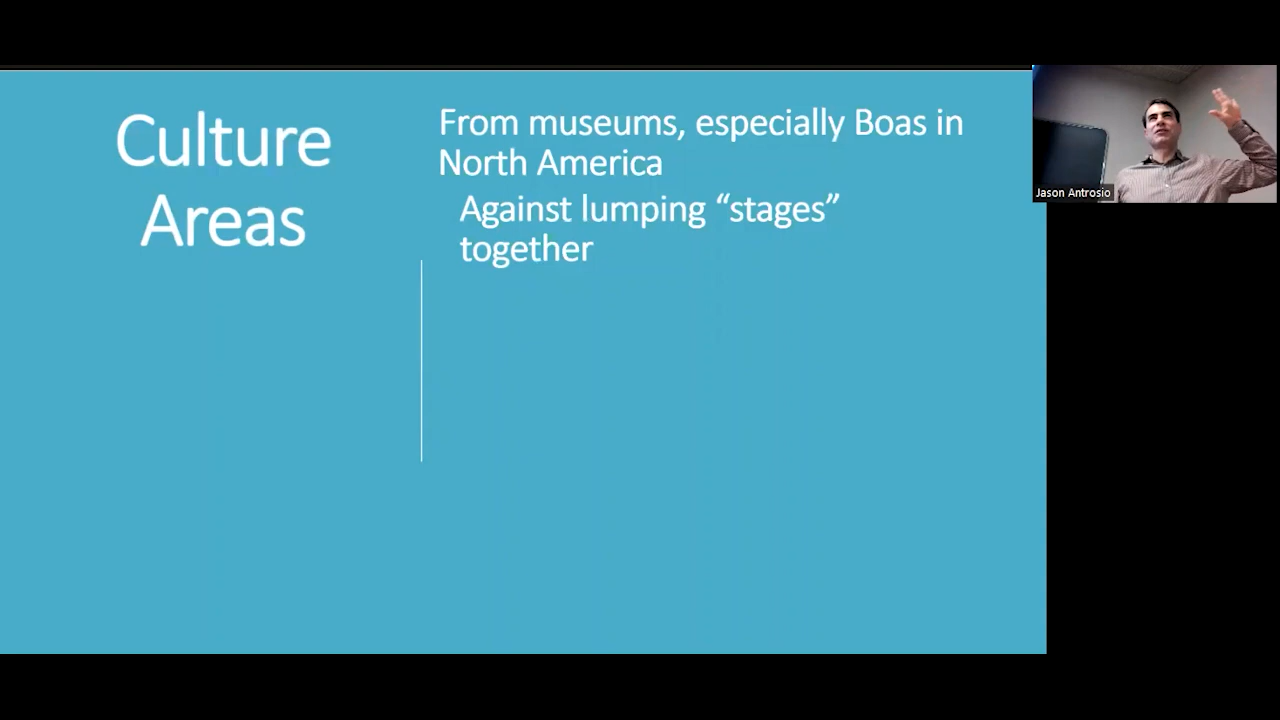 Culture
Areas
From museums, especially Boas in
North America
Against lumping “stages”
together
Jason Antrosio